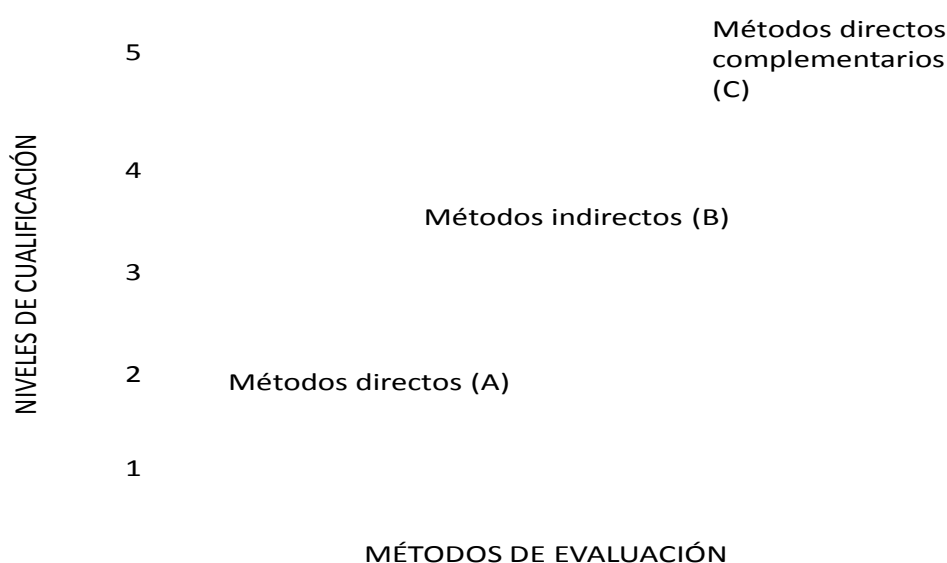 Métodos directos
complementarios
(C)
5
4
Métodos indirectos (B)
3
2
Métodos directos (A)
1
NIVELES DE CUALIFICACIÓN
MÉTODOS DE EVALUACIÓN